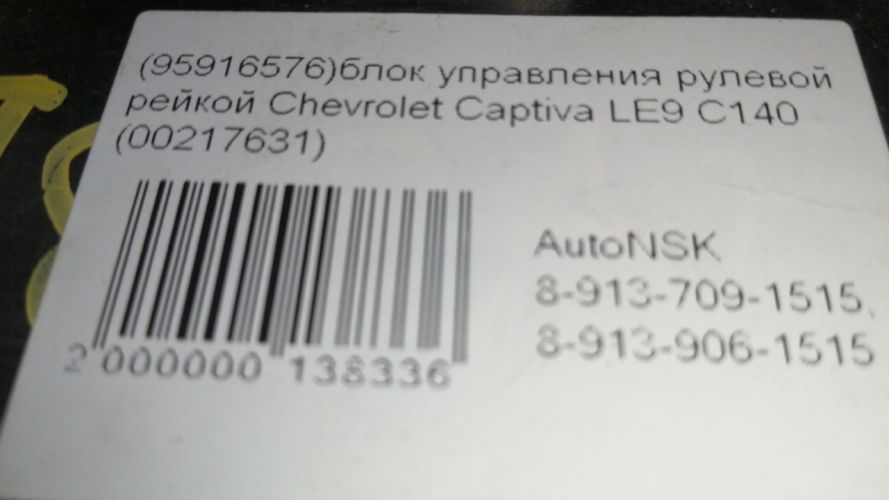 (95916576)блок управления рулевой
рейкой Chevrolet Captiva LE9 C140
(00217631)
AutoNSK
8-913-709-1515,
8-913-906-1515
2 000000 138336